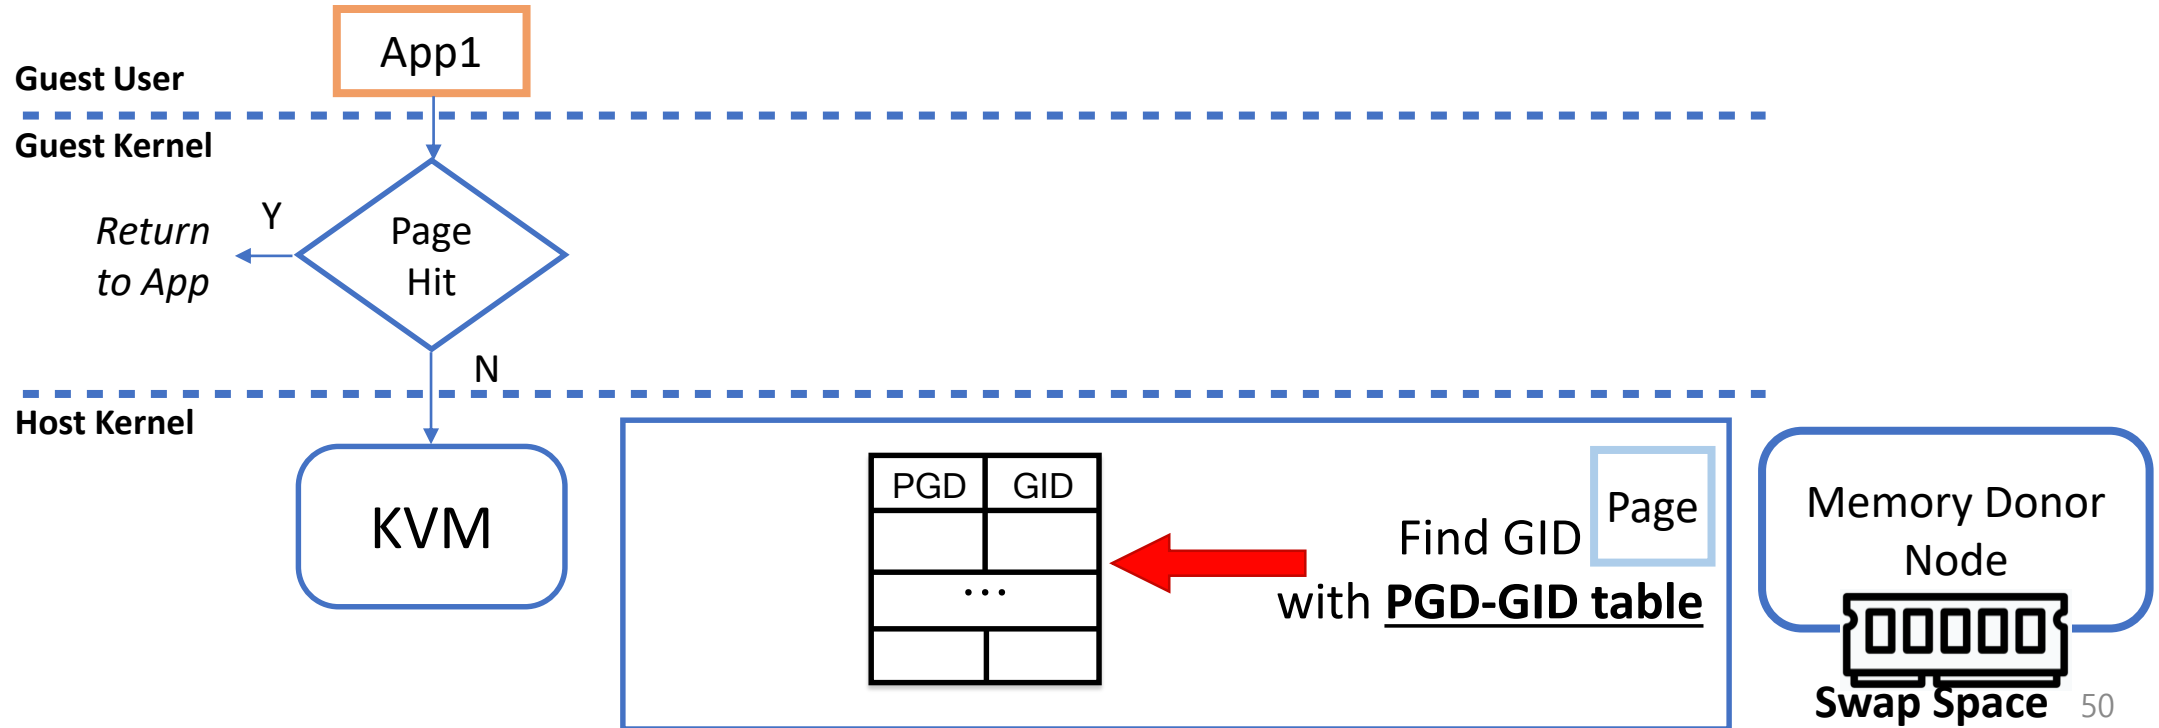 App1
Guest User
Guest Kernel
Y
Return
to App
Page
Hit
N
Host Kernel
KVM
PGD GID
...
Page
Find GID
with PGD-GID table
Memory Donor
Node
Swap Space
50